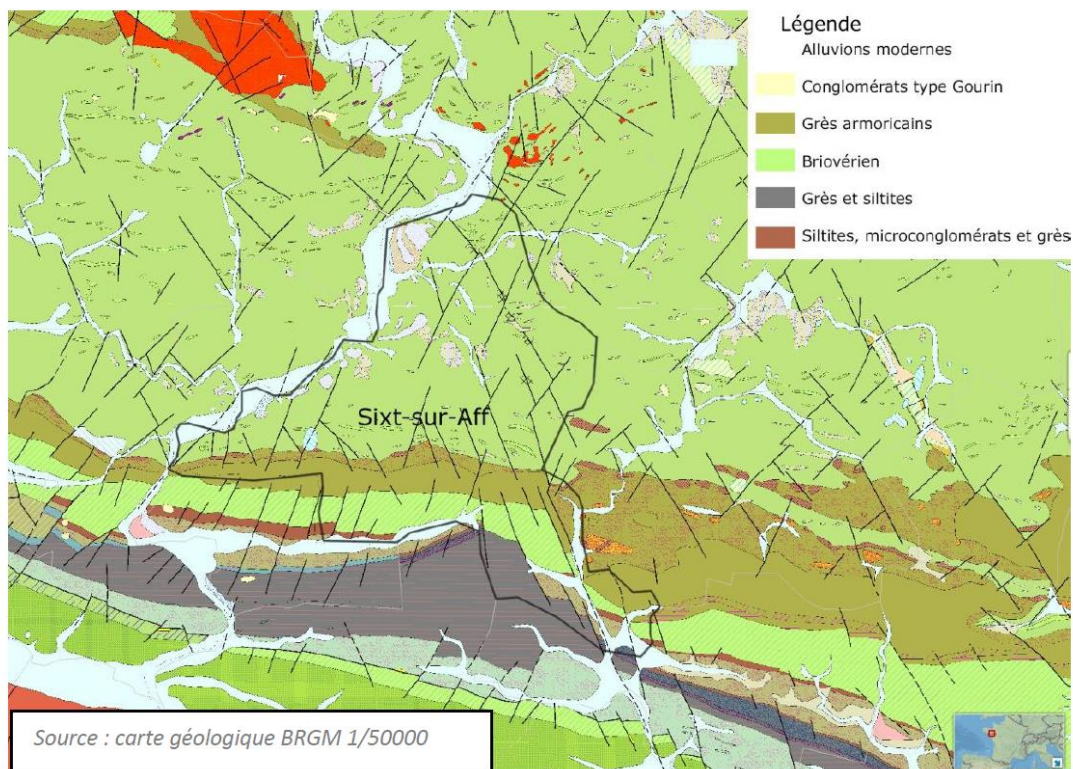 Légende
Alluvions modernes
Conglomérats type Gourin
Grès armoricains
Briovérien
Grès et siltites
Siltites, microconglomérats et grès
Sixt-sur-Aff
Source : carte géologique BRGM 1/50000